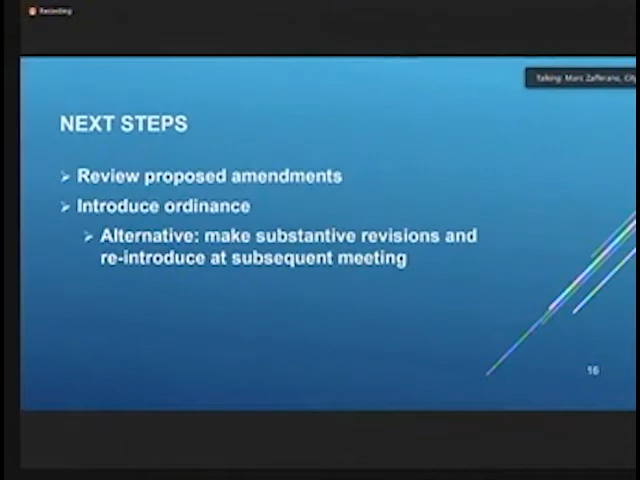 Recording
Talking: Marc Zafferano, City
NEXT STEPS
Review proposed amendments
Introduce ordinance
Alternative: make substantive revisions and
re-introduce at subsequent meeting
16